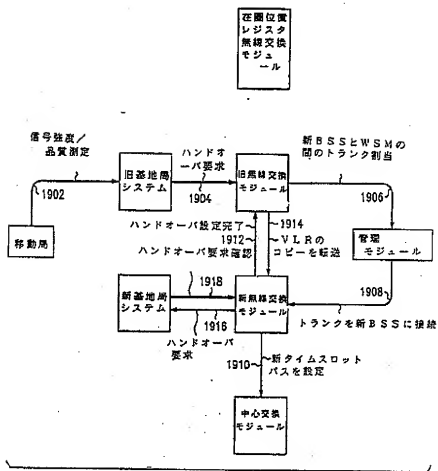 在圏位置
レジスタ
無線交換
モジュ
ール
信号強度/
品質測定
1902
移動局
旧基地局
システム
ハンド
オーバ要求
1904
旧無線交換
モジュール
新BSSとWSMの
間のトランク割当
1906
管理
モジュール
1908
トランクを新BSSに接続
ハンドオーバ設定完了
1912
ハンドオーバ要求確認
1914
VLRの
コピーを転送
新基地局
システム
1918
1916
ハンドオーバ
要求
新無線交換
モジュール
1910
新タイムスロット
パスを設定
中心交換
モジュール